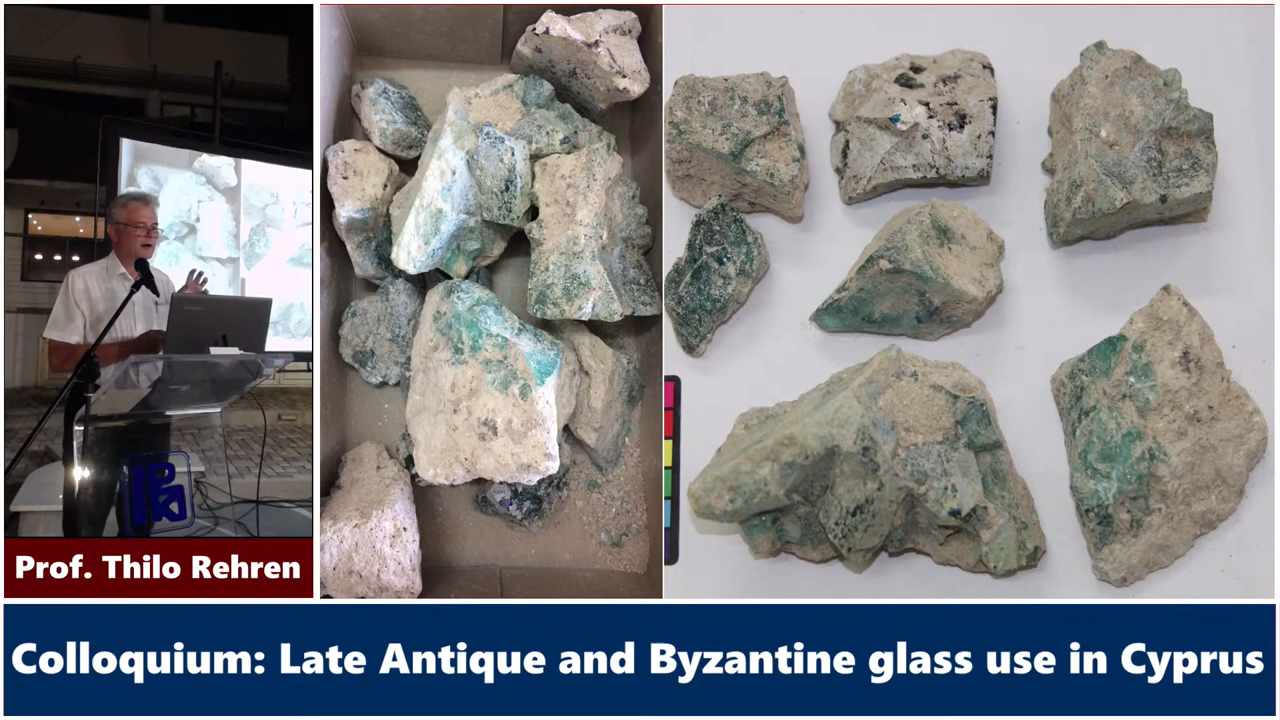 Prof. Thilo Rehren
Colloquium: Late Antique and Byzantine glass use in Cyprus